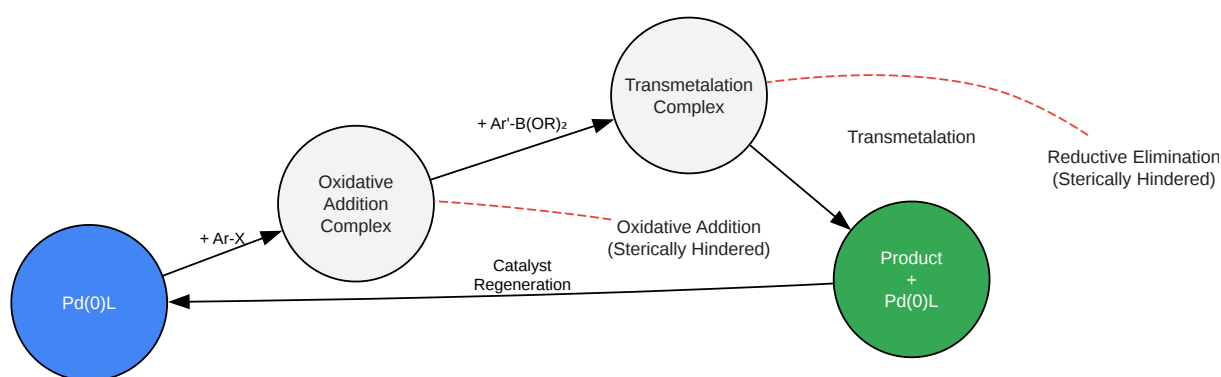 Transmetalation
Complex
+ Ar'-B(OR)₂
Transmetalation
Reductive Elimination
(Sterically Hindered)
Oxidative
Addition
Complex
+ Ar-X
Oxidative Addition
(Sterically Hindered)
Catalyst
Regeneration
Product
+
Pd(0)L
Pd(0)L